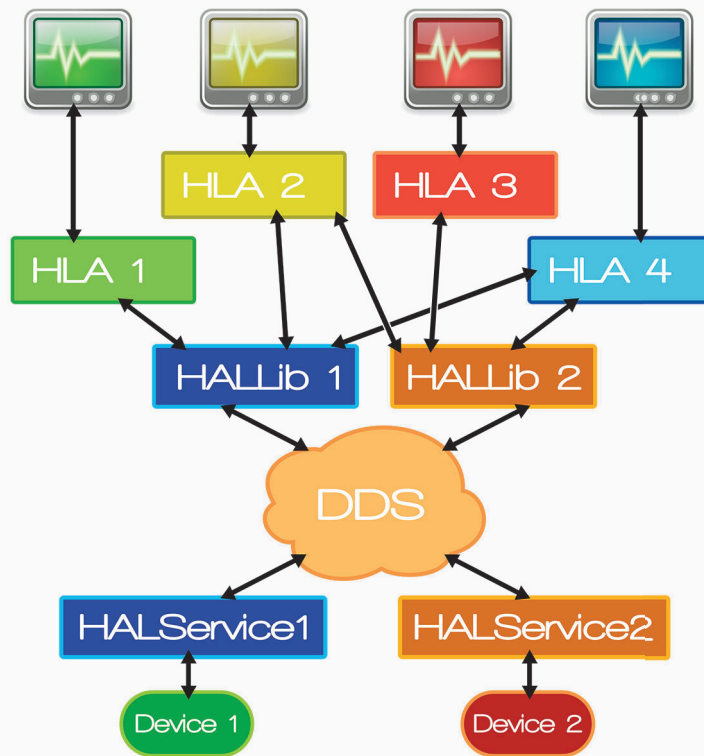 HLA 2
HLA 3
HLA 1
HLA 4
HALLib 1
HALLib 2
DDS
HALService1
HALService2
Device 1
Device 2